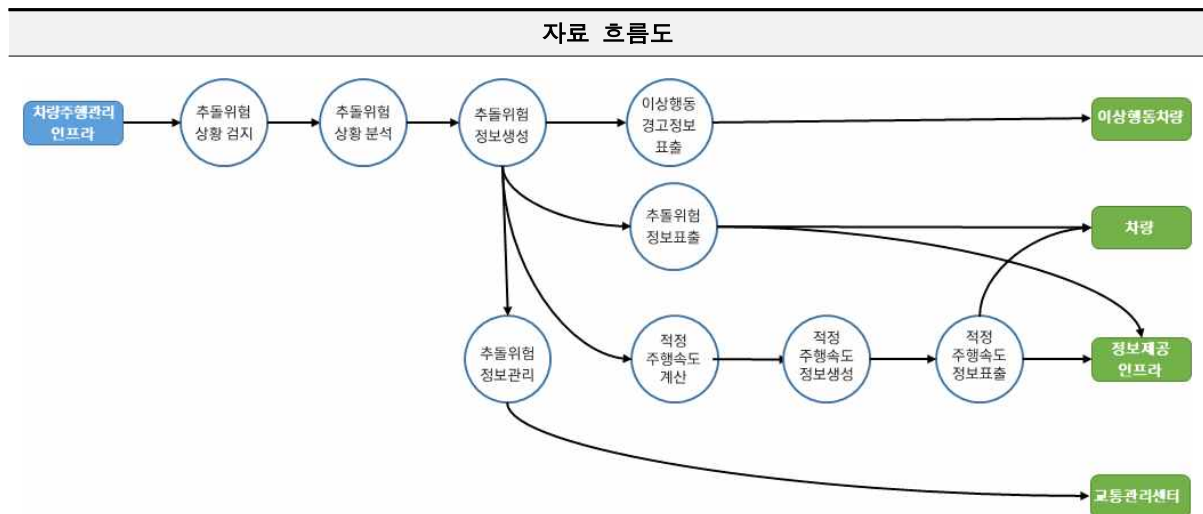 자료 흐름도
차량주행관리
인프라
추돌위험
상황 검지
추돌위험
상황 분석
추돌위험
정보생성
이상행동
경고정보
표출
이상행동차량
추돌위험
정보표출
차량
추돌위험
정보관리
적정
주행속도
계산
적정
주행속도
정보생성
적정
주행속도
정보표출
정보제공
인프라
교통관리센터